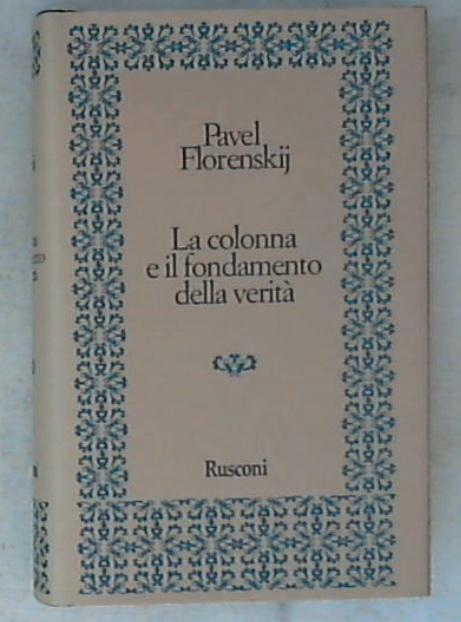 Pavel
Florenskij
La colonna
e il fondamento
della verità
Rusconi